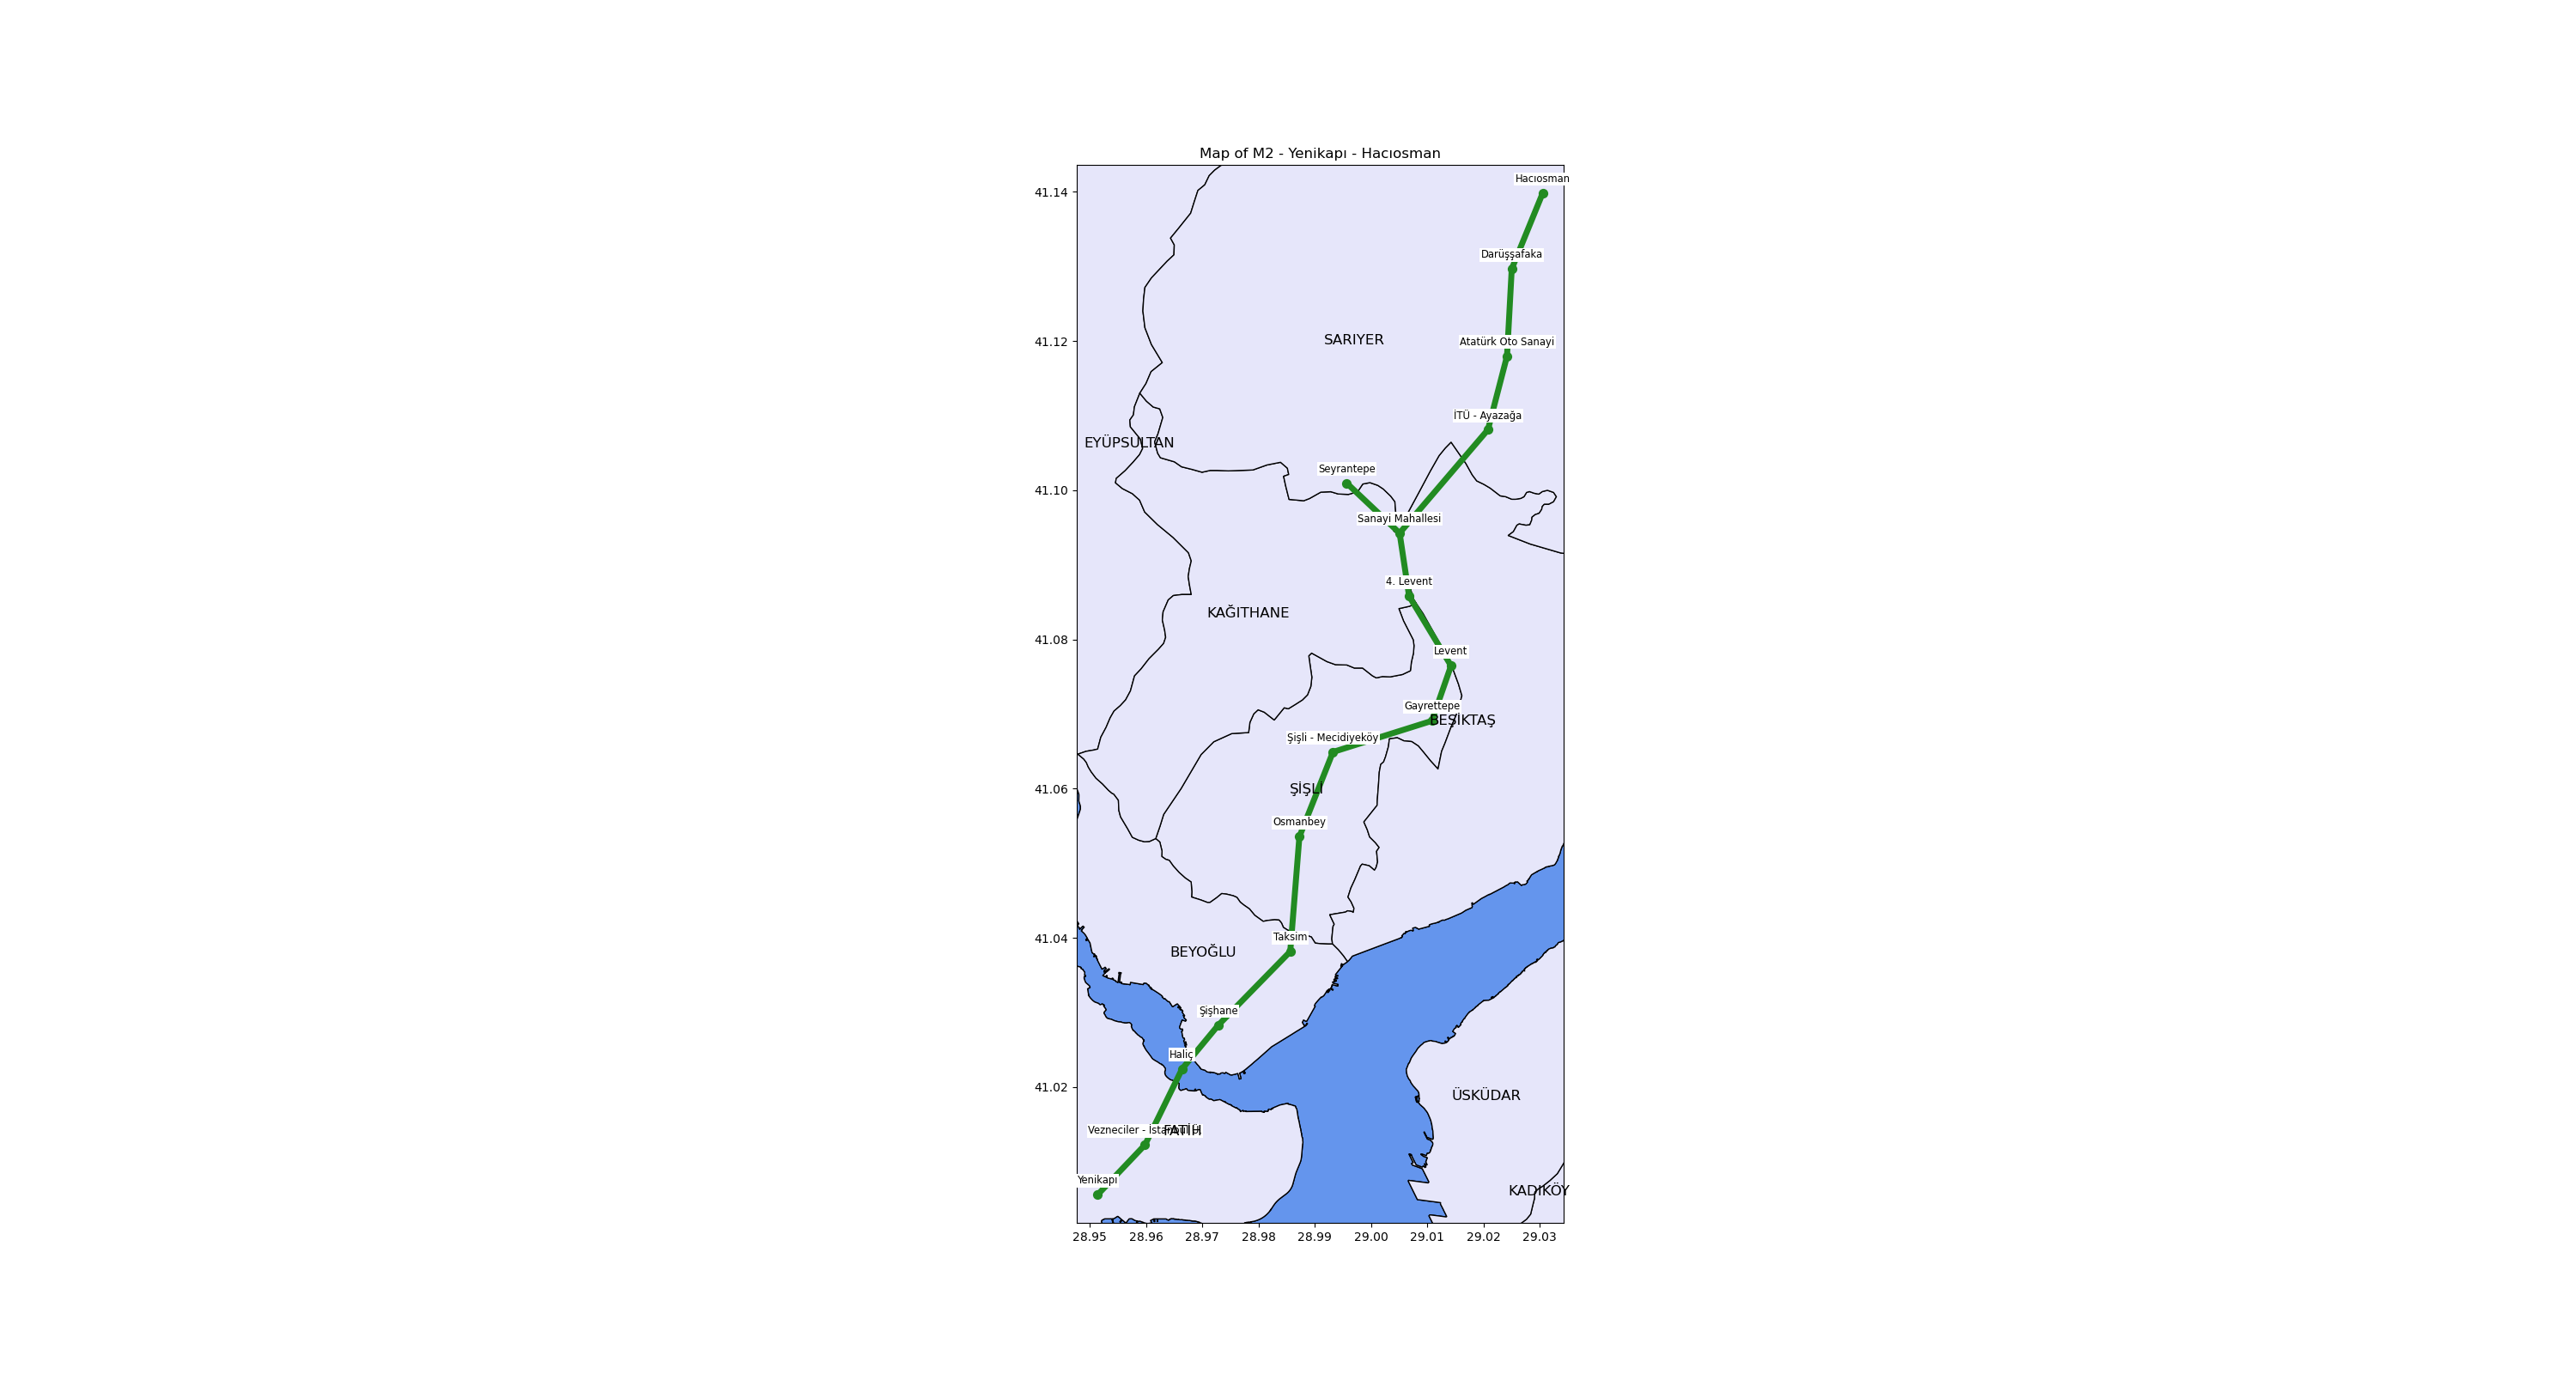 Map of M2 - Yenikapı - Hacıosman
41.14
41.12
41.10
41.08
41.06
41.04
41.02
Hacıosman
Darüşşafaka
SARIYER
Atatürk Oto Sanayi
İTÜ - Ayazağa
EYÜPSULTAN
Seyrantepe
Sanayi Mahallesi
4. Levent
KAĞITHANE
Levent
Gayrettepe
BEŞİKTAŞ
Şişli - Mecidiyeköy
ŞİŞLİ
Osmanbey
Taksim
BEYOĞLU
Şişhane
Haliç
ÜSKÜDAR
Vezneciler - İstanbul
FATİH
Yenikapı
KADIKÖY
28.95 28.96 28.97 28.98 28.99 29.00 29.01 29.02 29.03